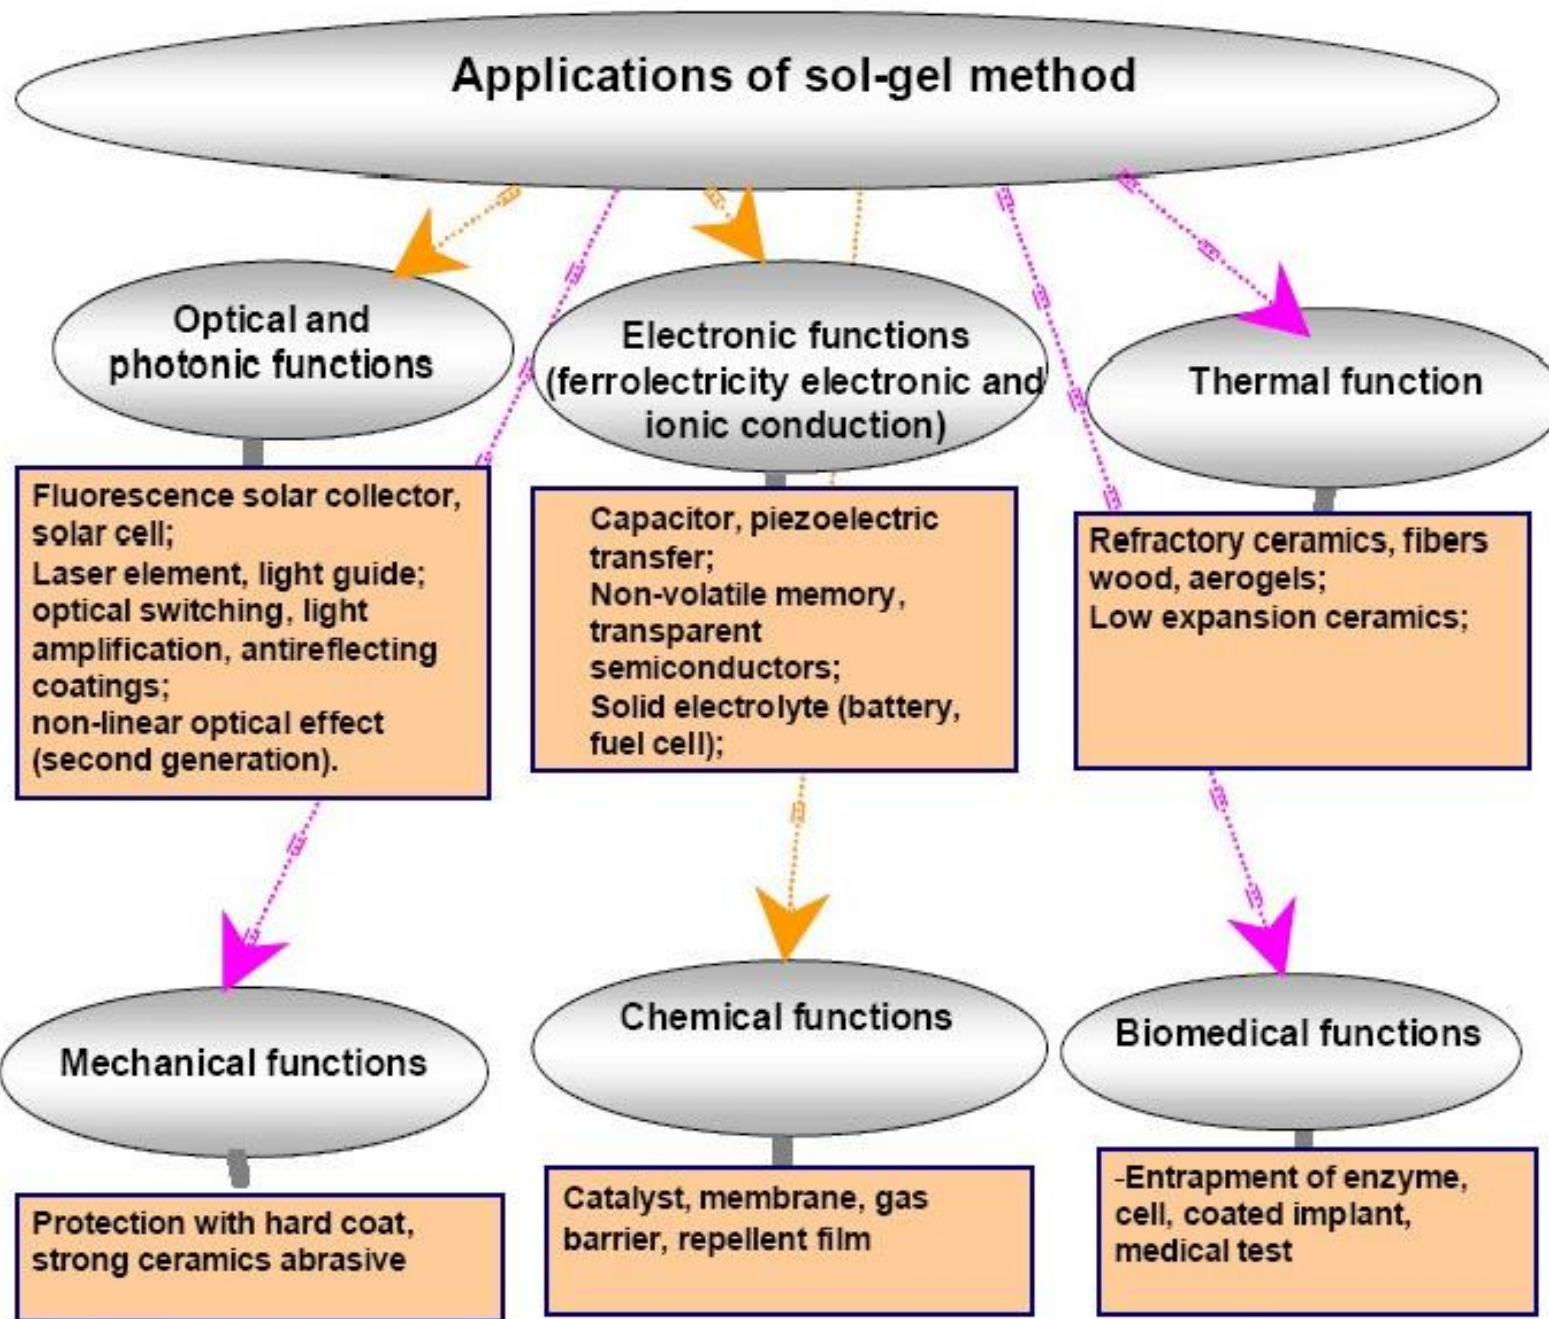 Applications of sol-gel method
Optical and
photonic functions
Electronic functions
(ferrolectricity electronic and
ionic conduction)
Thermal function
Fluorescence solar collector,
solar cell;
Laser element, light guide;
optical switching, light
amplification, antireflecting
coatings;
non-linear optical effect
(second generation).
Capacitor, piezoelectric
transfer;
Non-volatile memory,
transparent
semiconductors;
Solid electrolyte (battery,
fuel cell);
Refractory ceramics, fibers
wood, aerogels;
Low expansion ceramics;
Mechanical functions
Chemical functions
Biomedical functions
Protection with hard coat,
strong ceramics abrasive
Catalyst, membrane, gas
barrier, repellent film
-Entrapment of enzyme,
cell, coated implant,
medical test